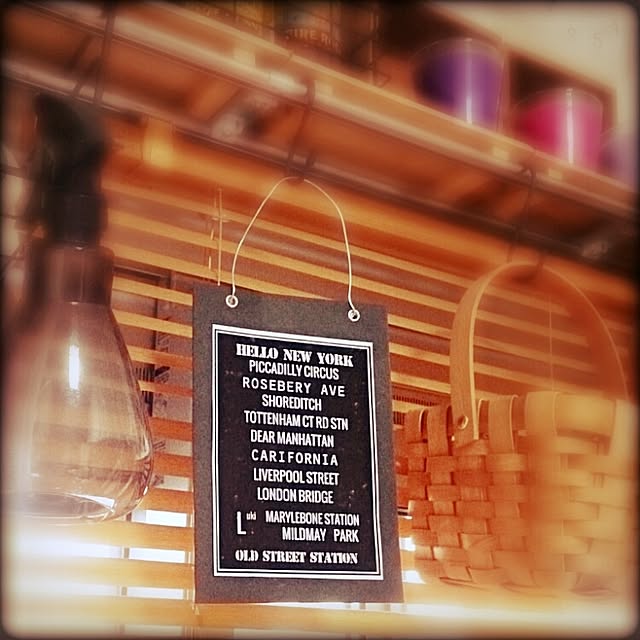 HELLO NEW YORK
PICCADILLY CIRCUS
ROSEBERY AVE
SHOREDITCH
TOTTENHAM CT RD STN
DEAR MANHATTAN
CARIFORNIA
LIVERPOOL STREET
LONDON BRIDGE
Luki MARYLEBONE STATION
MILDMAY PARK
OLD STREET STATION